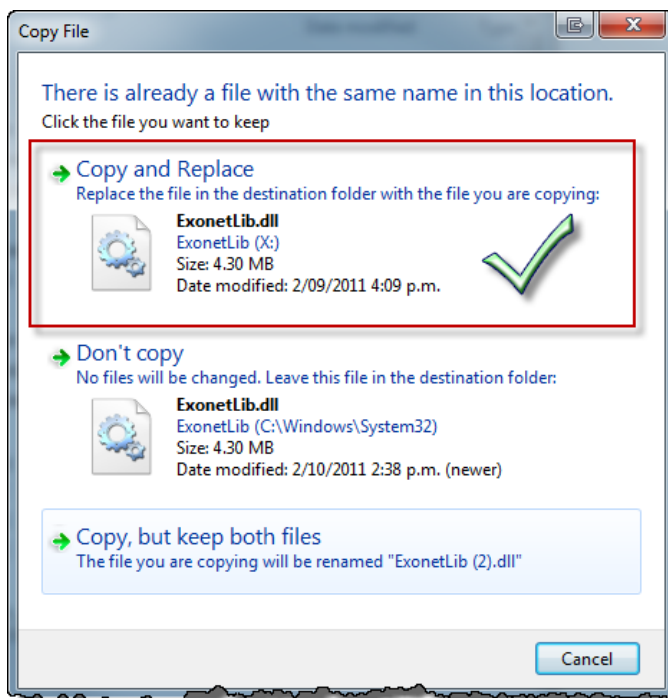 Copy File
There is already a file with the same name in this location.
Click the file you want to keep
Copy and Replace
Replace the file in the destination folder with the file you are copying:
ExonetLib.dll
ExonetLib (X:)
Size: 4.30 MB
Date modified: 2/09/2011 4:09 p.m.
Don't copy
No files will be changed. Leave this file in the destination folder:
ExonetLib.dll
ExonetLib (C:\Windows\System32)
Size: 4.30 MB
Date modified: 2/10/2011 2:38 p.m. (newer)
Copy, but keep both files
The file you are copying will be renamed "ExonetLib (2).dll"
Cancel